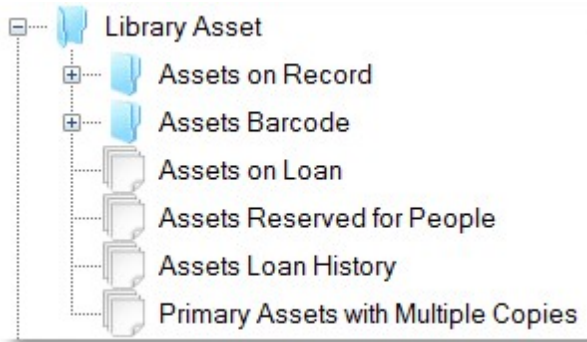 Library Asset
Assets on Record
Assets Barcode
Assets on Loan
Assets Reserved for People
Assets Loan History
Primary Assets with Multiple Copies